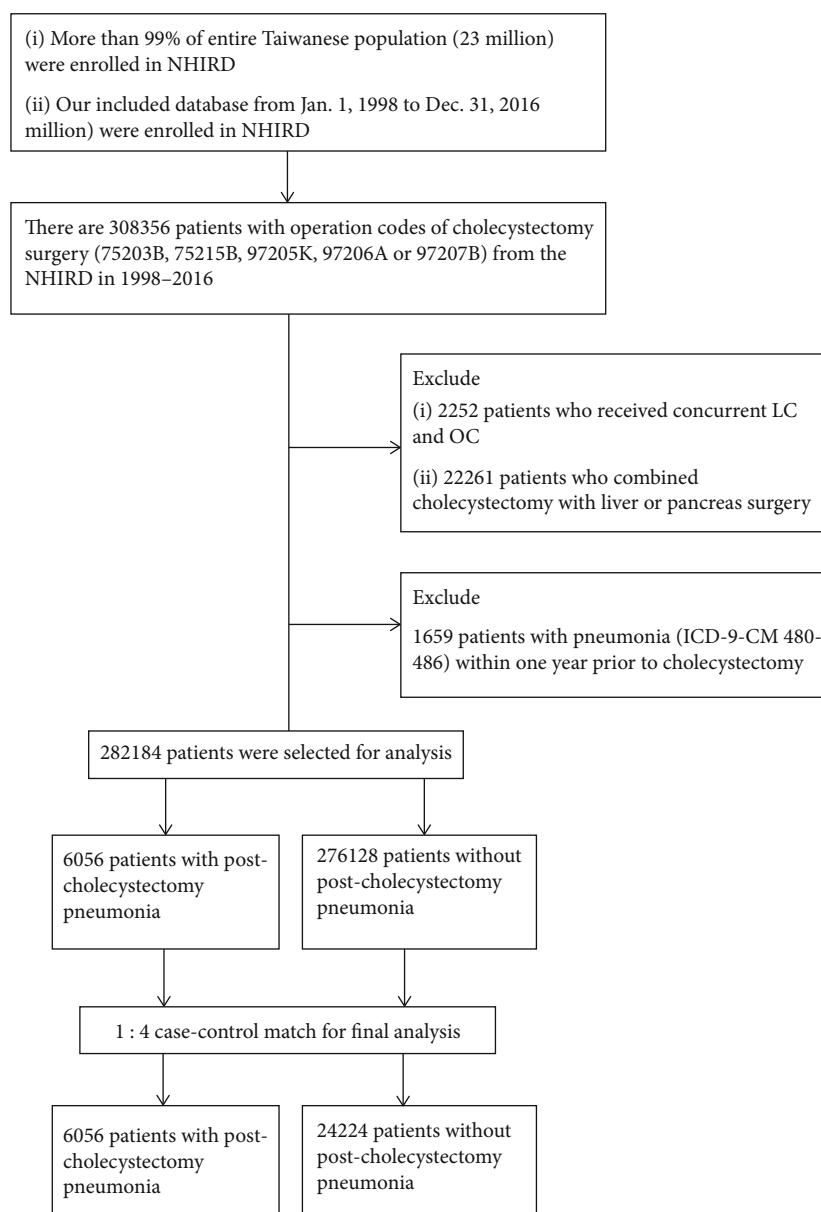 (i) More than 99% of entire Taiwanese population (23 million)
were enrolled in NHIRD
(ii) Our included database from Jan. 1, 1998 to Dec. 31, 2016
million) were enrolled in NHIRD
There are 308356 patients with operation codes of cholecystectomy
surgery (75203B, 75215B, 97205K, 97206A or 97207B) from the
NHIRD in 1998–2016
Exclude
(i) 2252 patients who received concurrent LC
and OC
(ii) 22261 patients who combined
cholecystectomy with liver or pancreas surgery
Exclude
1659 patients with pneumonia (ICD-9-CM 480-
486) within one year prior to cholecystectomy
282184 patients were selected for analysis
6056 patients with post-
cholecystectomy
pneumonia
276128 patients without
post-cholecystectomy
pneumonia
1 : 4 case-control match for final analysis
6056 patients with post-
cholecystectomy
pneumonia
24224 patients without
post-cholecystectomy
pneumonia